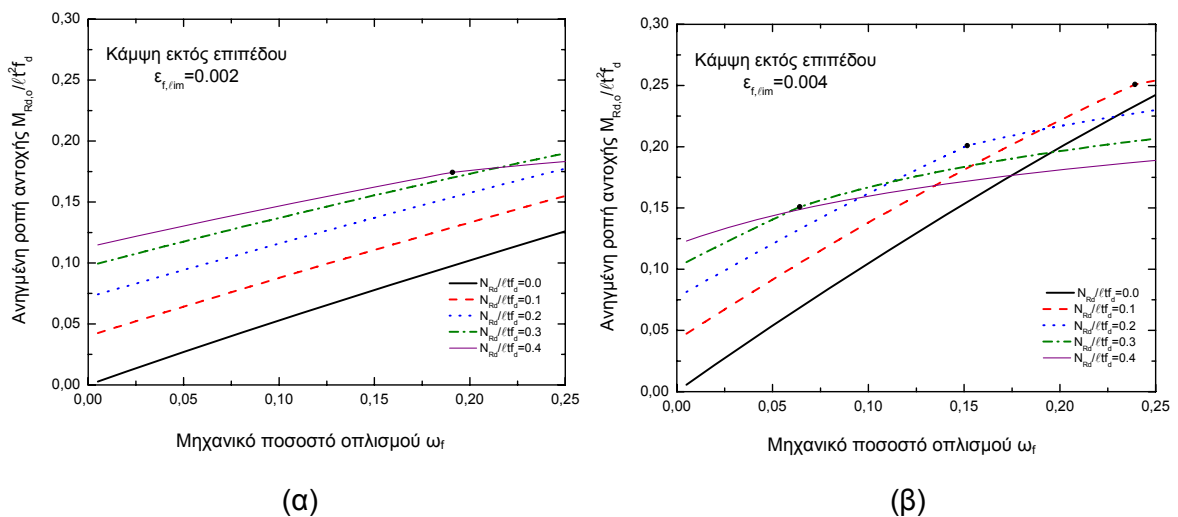 Κάμψη εκτός επιπέδου
ε_f,ℓim=0.002
Ανηγμένη ροπή αντοχής M_Rd,o/ℓt²f_d
0,30
0,25
0,20
0,15
0,10
0,05
0,00
N_Rd/ℓtf_d=0.0
N_Rd/ℓtf_d=0.1
N_Rd/ℓtf_d=0.2
N_Rd/ℓtf_d=0.3
N_Rd/ℓtf_d=0.4
0,00 0,05 0,10 0,15 0,20 0,25
Μηχανικό ποσοστό οπλισμού ω_f
(α)
Κάμψη εκτός επιπέδου
ε_f,ℓim=0.004
Ανηγμένη ροπή αντοχής M_Rd,o/ℓt²f_d
0,30
0,25
0,20
0,15
0,10
0,05
0,00
N_Rd/ℓtf_d=0.0
N_Rd/ℓtf_d=0.1
N_Rd/ℓtf_d=0.2
N_Rd/ℓtf_d=0.3
N_Rd/ℓtf_d=0.4
0,00 0,05 0,10 0,15 0,20 0,25
Μηχανικό ποσοστό οπλισμού ω_f
(β)